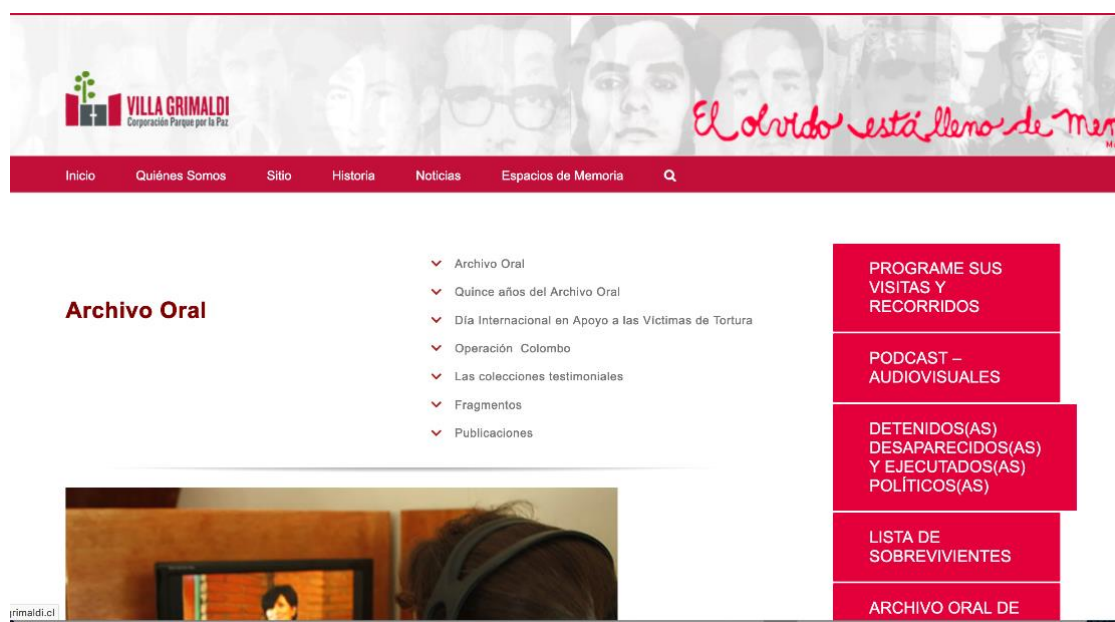 VILLA GRIMALDI
Corporación Parque por la Paz
El olvido está lleno de
Inicio Quiénes Somos Sitio Historia Noticias Espacios de Memoria
Archivo Oral
Archivo Oral
Quince años del Archivo Oral
Día Internacional en Apoyo a las Víctimas de Tortura
Operación Colombo
Las colecciones testimoniales
Fragmentos
Publicaciones
PROGRAME SUS
VISITAS Y
RECORRIDOS
PODCAST –
AUDIOVISUALES
DETENIDOS(AS)
DESAPARECIDOS(AS)
Y EJECUTADOS(AS)
POLÍTICOS(AS)
LISTA DE
SOBREVIVIENTES
ARCHIVO ORAL DE
rimaldi.cl